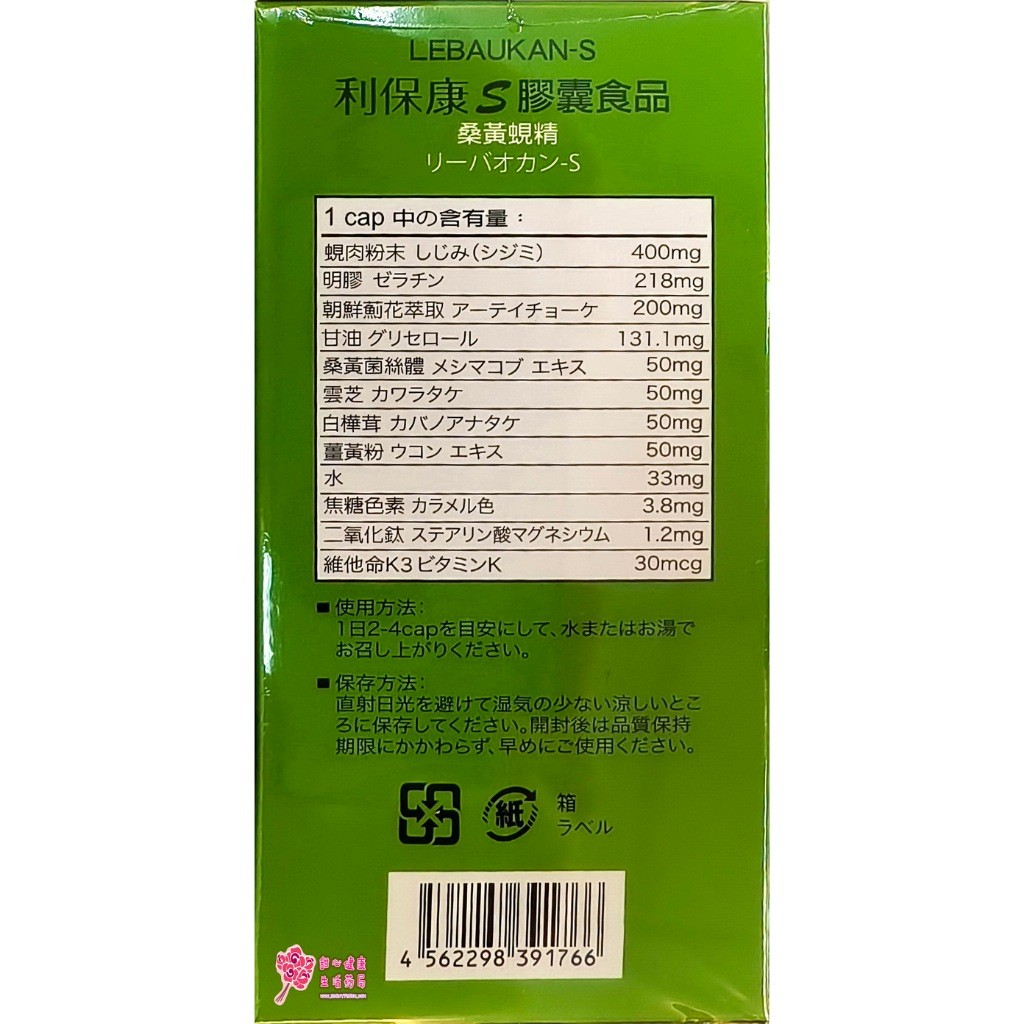 LEBAUKAN-S
利保康S膠囊食品
桑黃蜆精
リーバオカン-S
1 cap 中の含有量：
蜆肉粉末 しじみ(シジミ) 400mg
明膠 ゼラチン 218mg
朝鮮薊花萃取 アーテイチョーケ 200mg
甘油 グリセロール 131.1mg
桑黃菌絲體 メシマコブ エキス 50mg
雲芝 カワラタケ 50mg
白樺茸 カバノアナタケ 50mg
薑黃粉 ウコン エキス 50mg
水 33mg
焦糖色素 カラメル色 3.8mg
二氧化鈦 ステアリン酸マグネシウム 1.2mg
維他命K3 ビタミンK 30mcg
■ 使用方法：
1日2-4capを目安にして、水またはお湯で
お召し上がりください。
■ 保存方法：
直射日光を避けて湿気の少ない涼しいとこ
ろに保存してください。開封後は品質保持
期限にかかわらず、早めにご使用ください。
紙
箱
ラベル
4 562298 391766
甜心健康
生活藥局